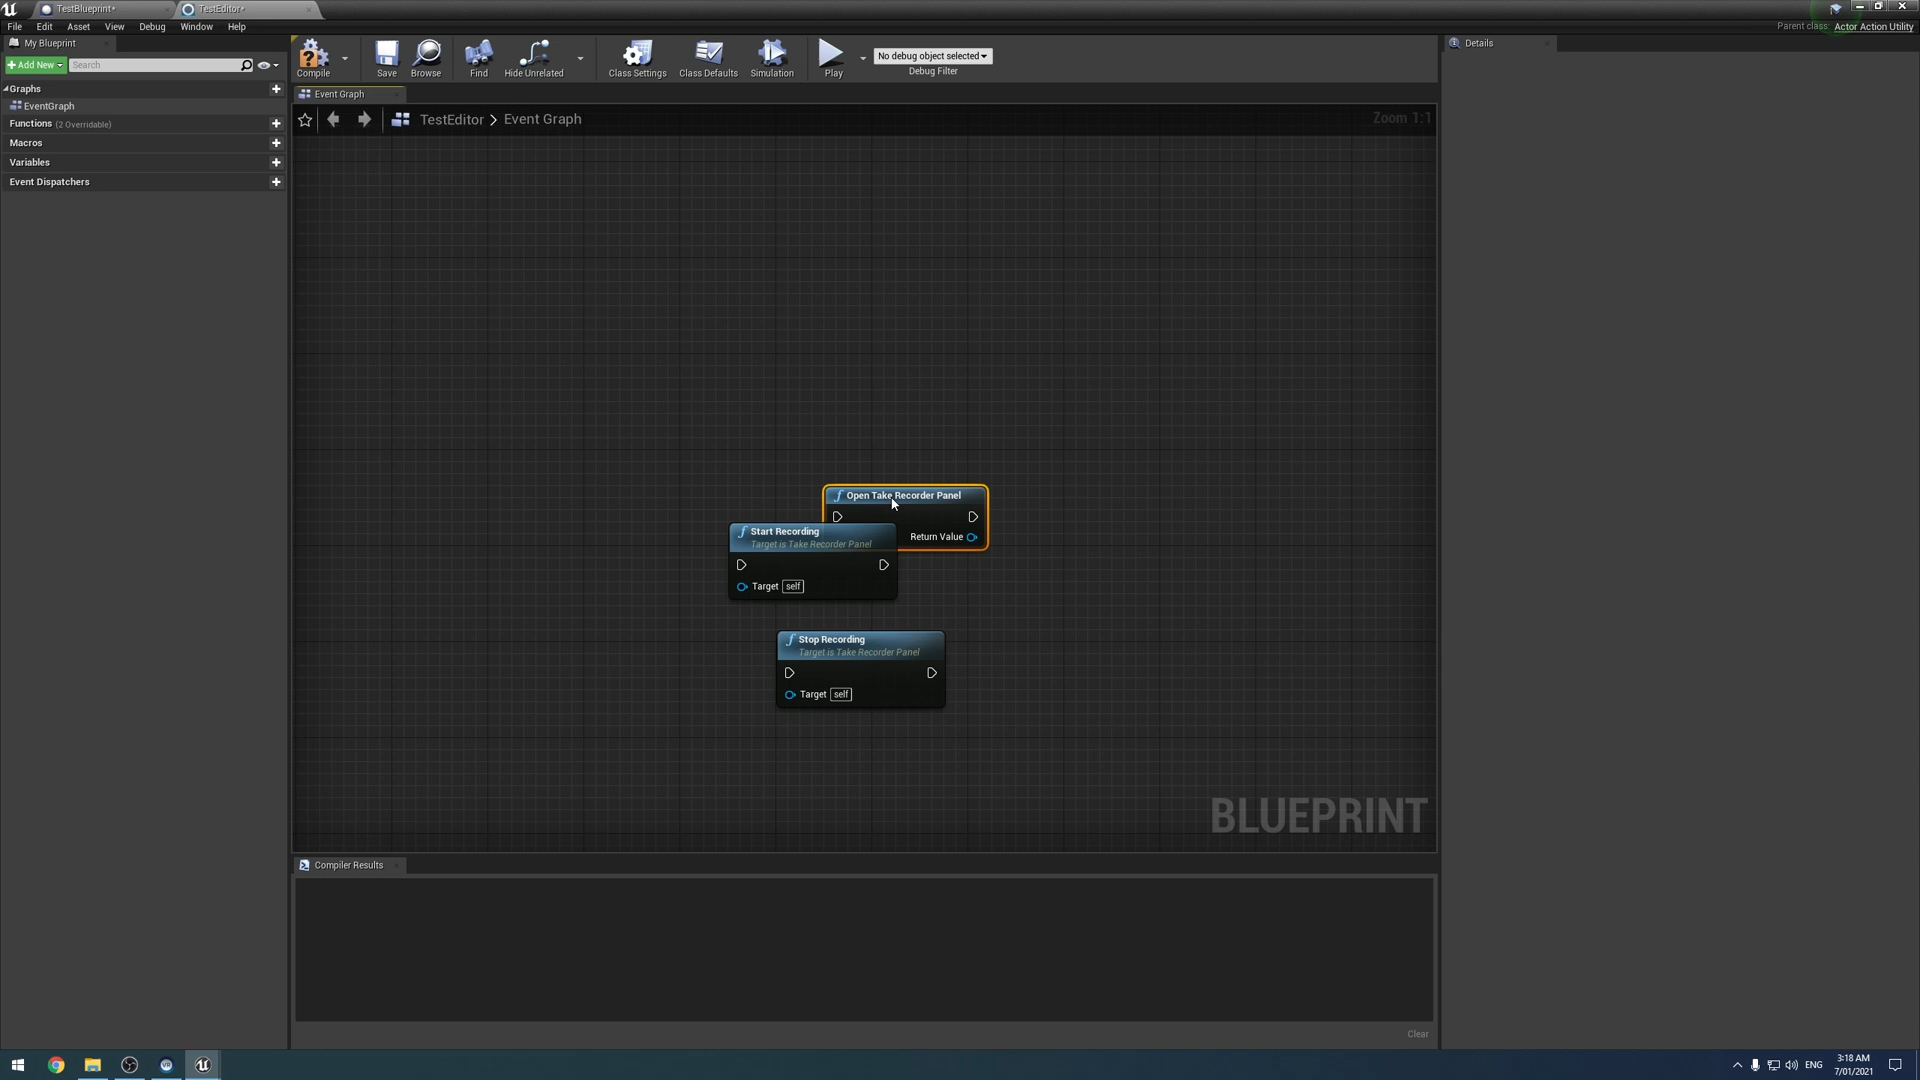 TestBlueprint*
TestEditor*
File Edit Asset View Debug Window Help
Parent class: Actor Action Utility
My Blueprint
Add New
Search
Graphs
EventGraph
Functions (2 Overridable)
Macros
Variables
Event Dispatchers
Compile
Save
Browse
Find
Hide Unrelated
Class Settings
Class Defaults
Simulation
Play
No debug object selected
Debug Filter
Details
Event Graph
TestEditor > Event Graph
Zoom 1:1
Open Take Recorder Panel
Return Value
Start Recording
Target is Take Recorder Panel
Target self
Stop Recording
Target is Take Recorder Panel
Target self
BLUEPRINT
Compiler Results
Clear
ENG
3:18 AM
7/01/2021